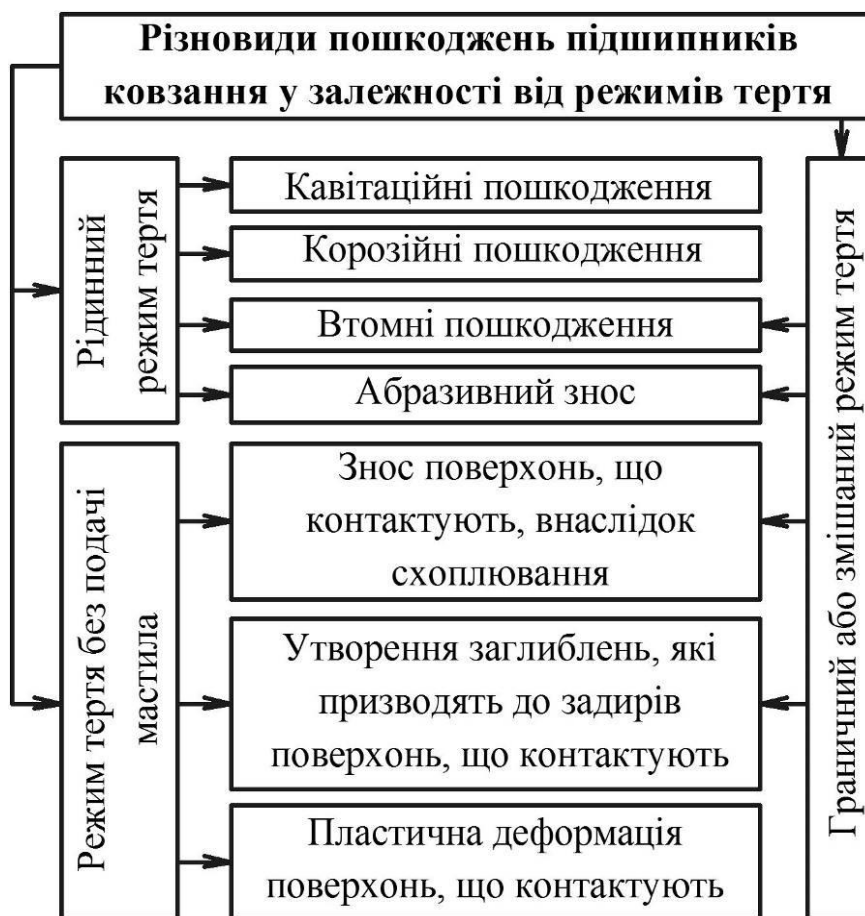 Різновиди пошкоджень підшипників
ковзання у залежності від режимів тертя
Рідинний
режим тертя
Кавітаційні пошкодження
Корозійні пошкодження
Втомні пошкодження
Абразивний знос
Режим тертя без подачі
мастила
Знос поверхонь, що
контактують, внаслідок
схоплювання
Утворення заглиблень, які
призводять до задирів
поверхонь, що контактують
Пластична деформація
поверхонь, що контактують
Граничний або змішаний режим тертя